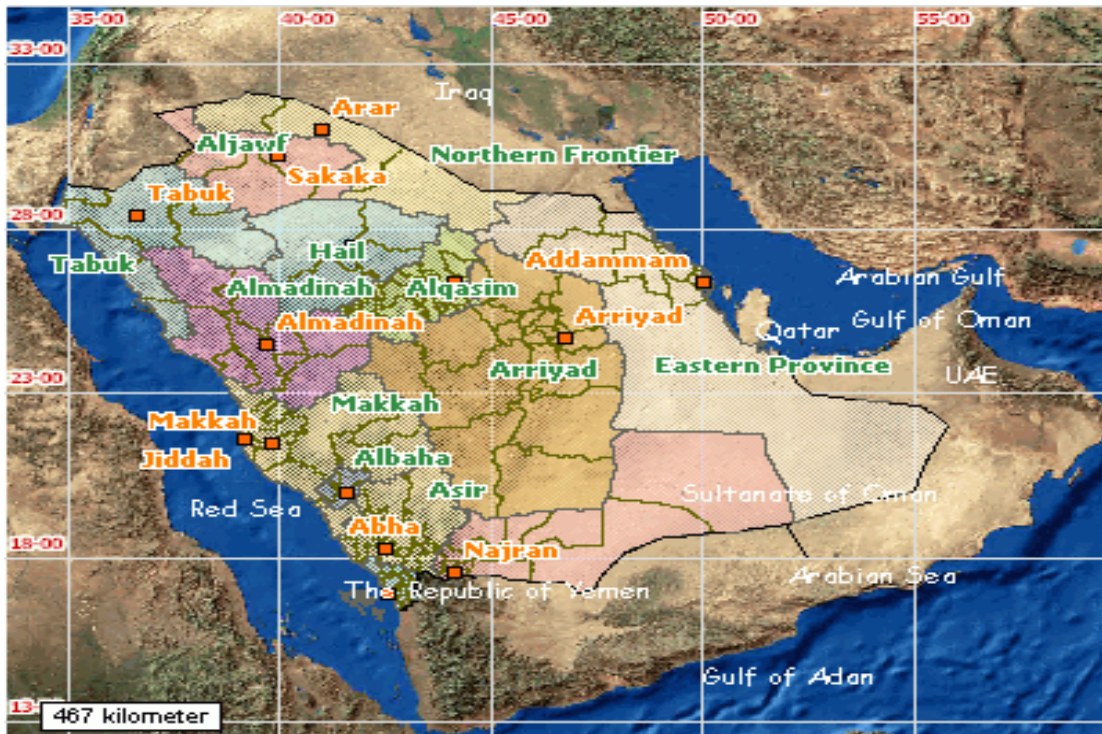 35-00 40-00 45-00 50-00 55-00
33-00
Iraq
Arar
Aljawf
Northern Frontier
Sakaka
Tabuk
28-00
Hail
Tabuk
Addammam
Arabian Gulf
Almadinah
Alqasim
Almadinah
Arriyad
Gulf of Oman
Qatar
Arriyad
Eastern Province
UAE
23-00
Makkah
Makkah
Jiddah
Albaha
Asir
Sultanate of Oman
Red Sea
Abha
18-00
Najran
Arabian Sea
The Republic of Yemen
Gulf of Adan
467 kilometer